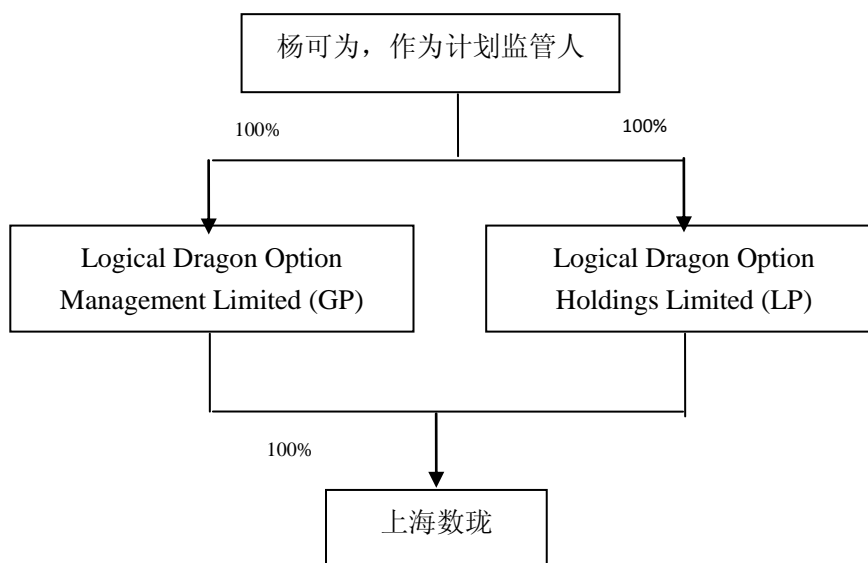 杨可为，作为计划监管人
100%
100%
Logical Dragon Option
Management Limited (GP)
Logical Dragon Option
Holdings Limited (LP)
100%
上海数珑